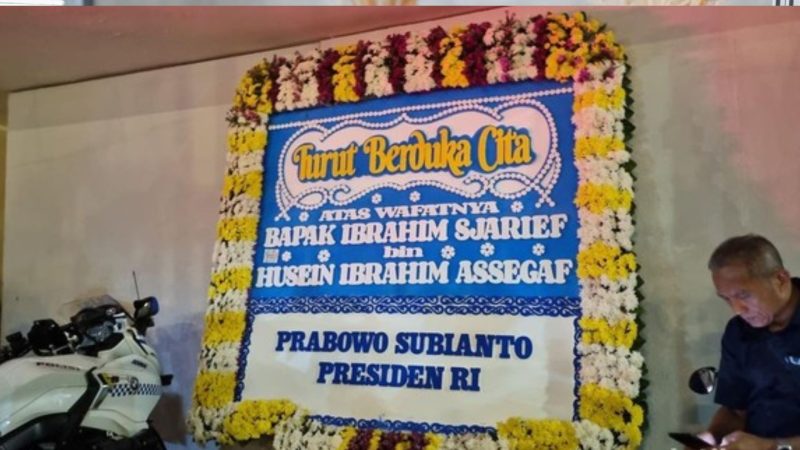 Turut Berduka Cita
ATAS WAFATNYA
BAPAK IBRAHIM SJARIEF
bin
HUSEIN IBRAHIM ASSEGAF
PRABOWO SUBIANTO
PRESIDEN RI